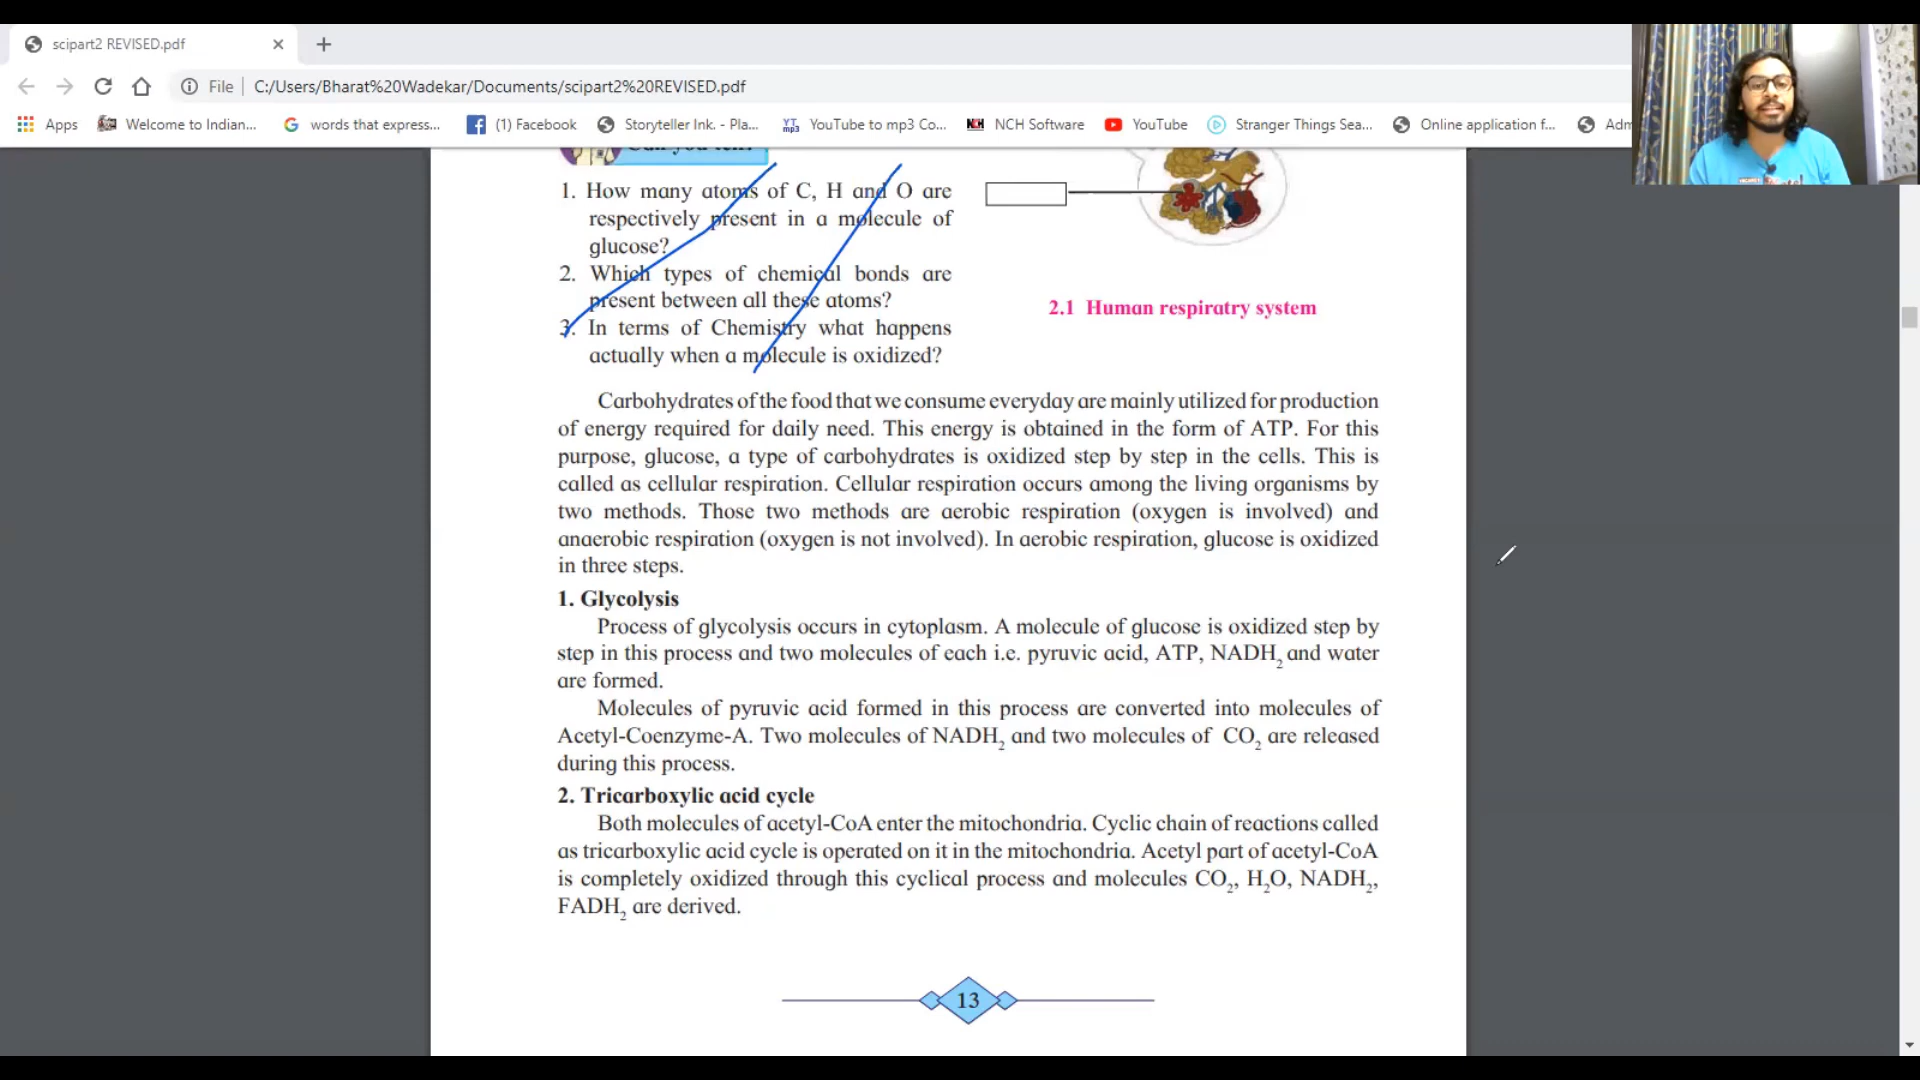 scipart2 REVISED.pdf
File C:/Users/Bharat%20Wadekar/Documents/scipart2%20REVISED.pdf
Apps Welcome to Indian... words that express... (1) Facebook Storyteller Ink. - Pla... YouTube to mp3 Co... NCH Software YouTube Stranger Things Sea... Online application f... Adm
1. How many atoms of C, H and O are
respectively present in a molecule of
glucose?
2. Which types of chemical bonds are
present between all these atoms?
3. In terms of Chemistry what happens
actually when a molecule is oxidized?
2.1 Human respiratry system
Carbohydrates of the food that we consume everyday are mainly utilized for production
of energy required for daily need. This energy is obtained in the form of ATP. For this
purpose, glucose, a type of carbohydrates is oxidized step by step in the cells. This is
called as cellular respiration. Cellular respiration occurs among the living organisms by
two methods. Those two methods are aerobic respiration (oxygen is involved) and
anaerobic respiration (oxygen is not involved). In aerobic respiration, glucose is oxidized
in three steps.
1. Glycolysis
Process of glycolysis occurs in cytoplasm. A molecule of glucose is oxidized step by
step in this process and two molecules of each i.e. pyruvic acid, ATP, NADH₂ and water
are formed.
Molecules of pyruvic acid formed in this process are converted into molecules of
Acetyl-Coenzyme-A. Two molecules of NADH₂ and two molecules of CO₂ are released
during this process.
2. Tricarboxylic acid cycle
Both molecules of acetyl-CoA enter the mitochondria. Cyclic chain of reactions called
as tricarboxylic acid cycle is operated on it in the mitochondria. Acetyl part of acetyl-CoA
is completely oxidized through this cyclical process and molecules CO₂, H₂O, NADH₂,
FADH₂ are derived.
13